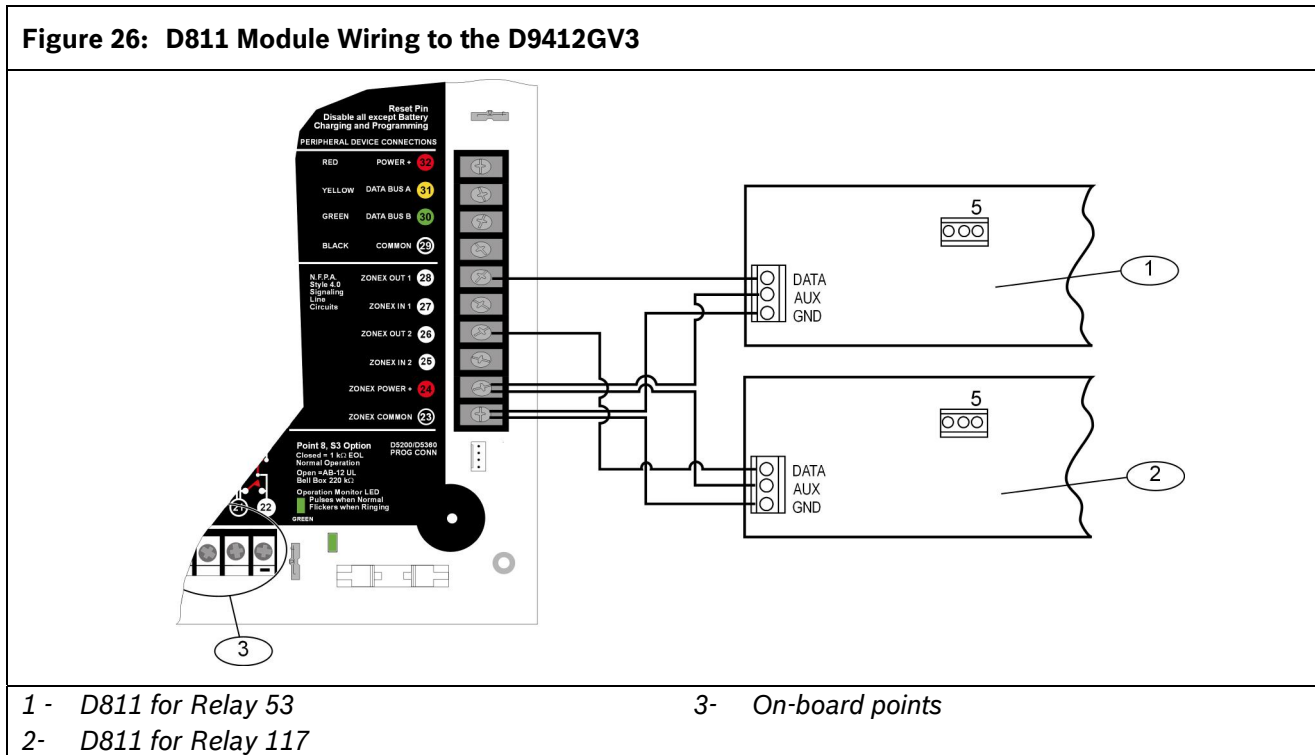 Figure 26: D811 Module Wiring to the D9412GV3
Reset Pin
Disable all except Battery
Charging and Programming
PERIPHERAL DEVICE CONNECTIONS
RED POWER + 32
YELLOW DATA BUS A 31
GREEN DATA BUS B 30
BLACK COMMON 29
N.F.P.A.
Style 4.0
Signaling
Line
Circuits
ZONEX OUT 1 28
ZONEX IN 1 27
ZONEX OUT 2 26
ZONEX IN 2 25
ZONEX POWER + 24
ZONEX COMMON 23
Point 8, S3 Option
Closed = 1 kΩ EOL
Normal Operation
Open =AB-12 UL
Bell Box 220 kΩ
D5200/D5360
PROG CONN
Operation Monitor LED
Pulses when Normal
Flickers when Ringing
GREEN
21 22
3
5
DATA
AUX
GND
1
5
DATA
AUX
GND
2
1 - D811 for Relay 53
2- D811 for Relay 117
3- On-board points